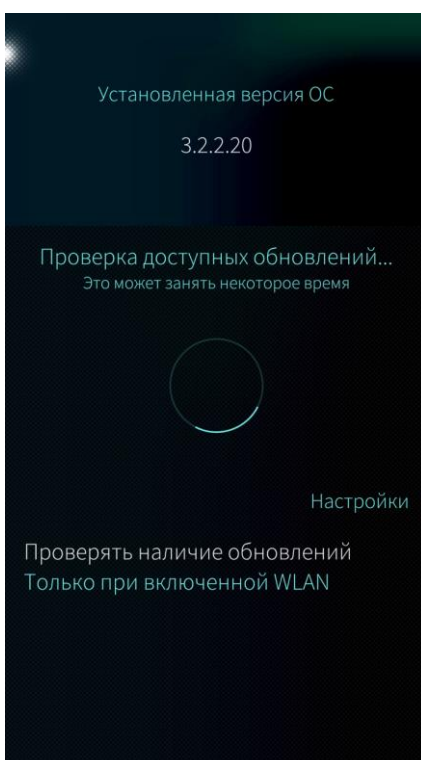 Установленная версия ОС
3.2.2.20
Проверка доступных обновлений...
Это может занять некоторое время
Настройки
Проверять наличие обновлений
Только при включенной WLAN